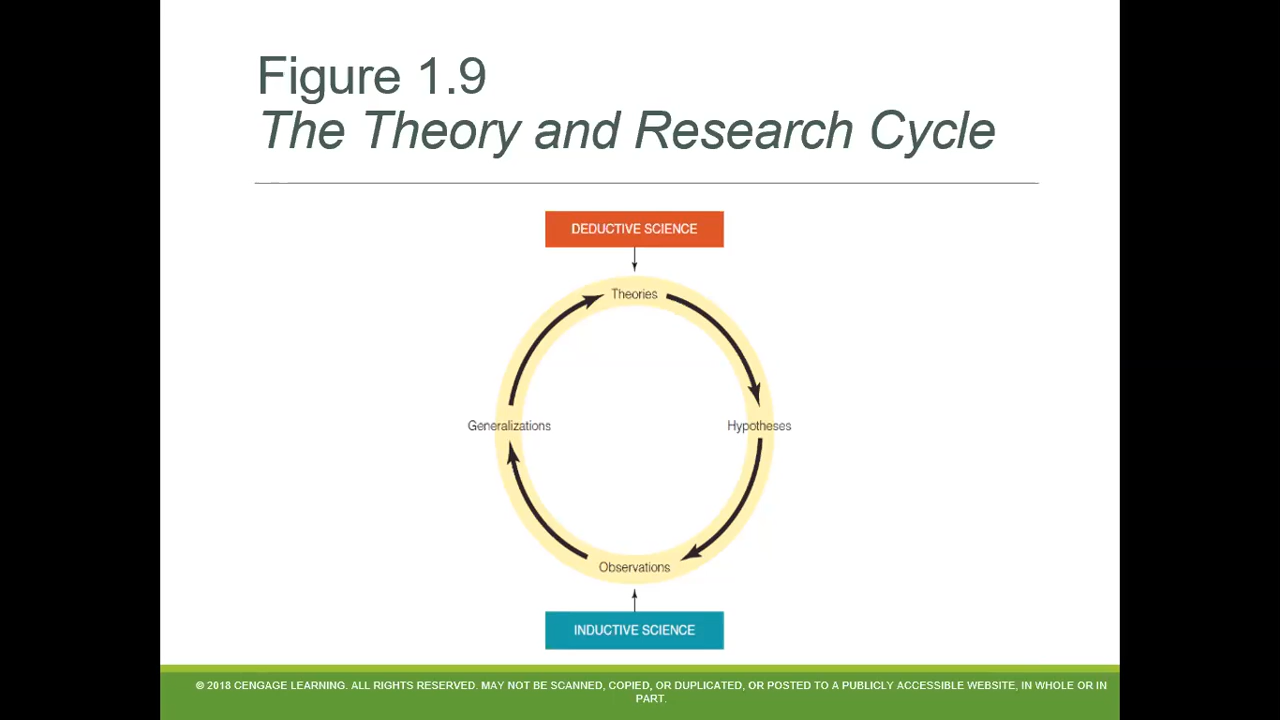 Figure 1.9
The Theory and Research Cycle
DEDUCTIVE SCIENCE
Theories
Generalizations
Hypotheses
Observations
INDUCTIVE SCIENCE
© 2018 CENGAGE LEARNING. ALL RIGHTS RESERVED. MAY NOT BE SCANNED, COPIED, OR DUPLICATED, OR POSTED TO A PUBLICLY ACCESSIBLE WEBSITE, IN WHOLE OR IN
PART.